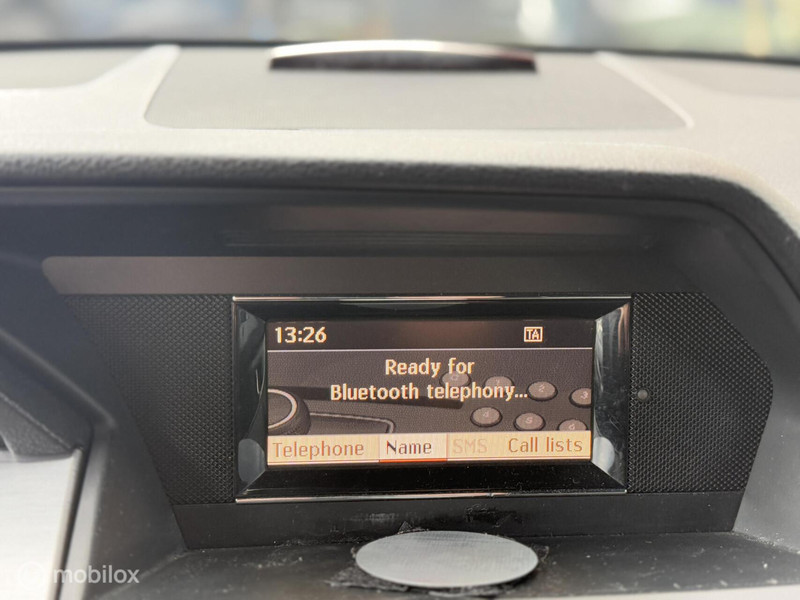 13:26
TA
Ready for
Bluetooth telephony...
Telephone Name SMS Call lists
mobilox